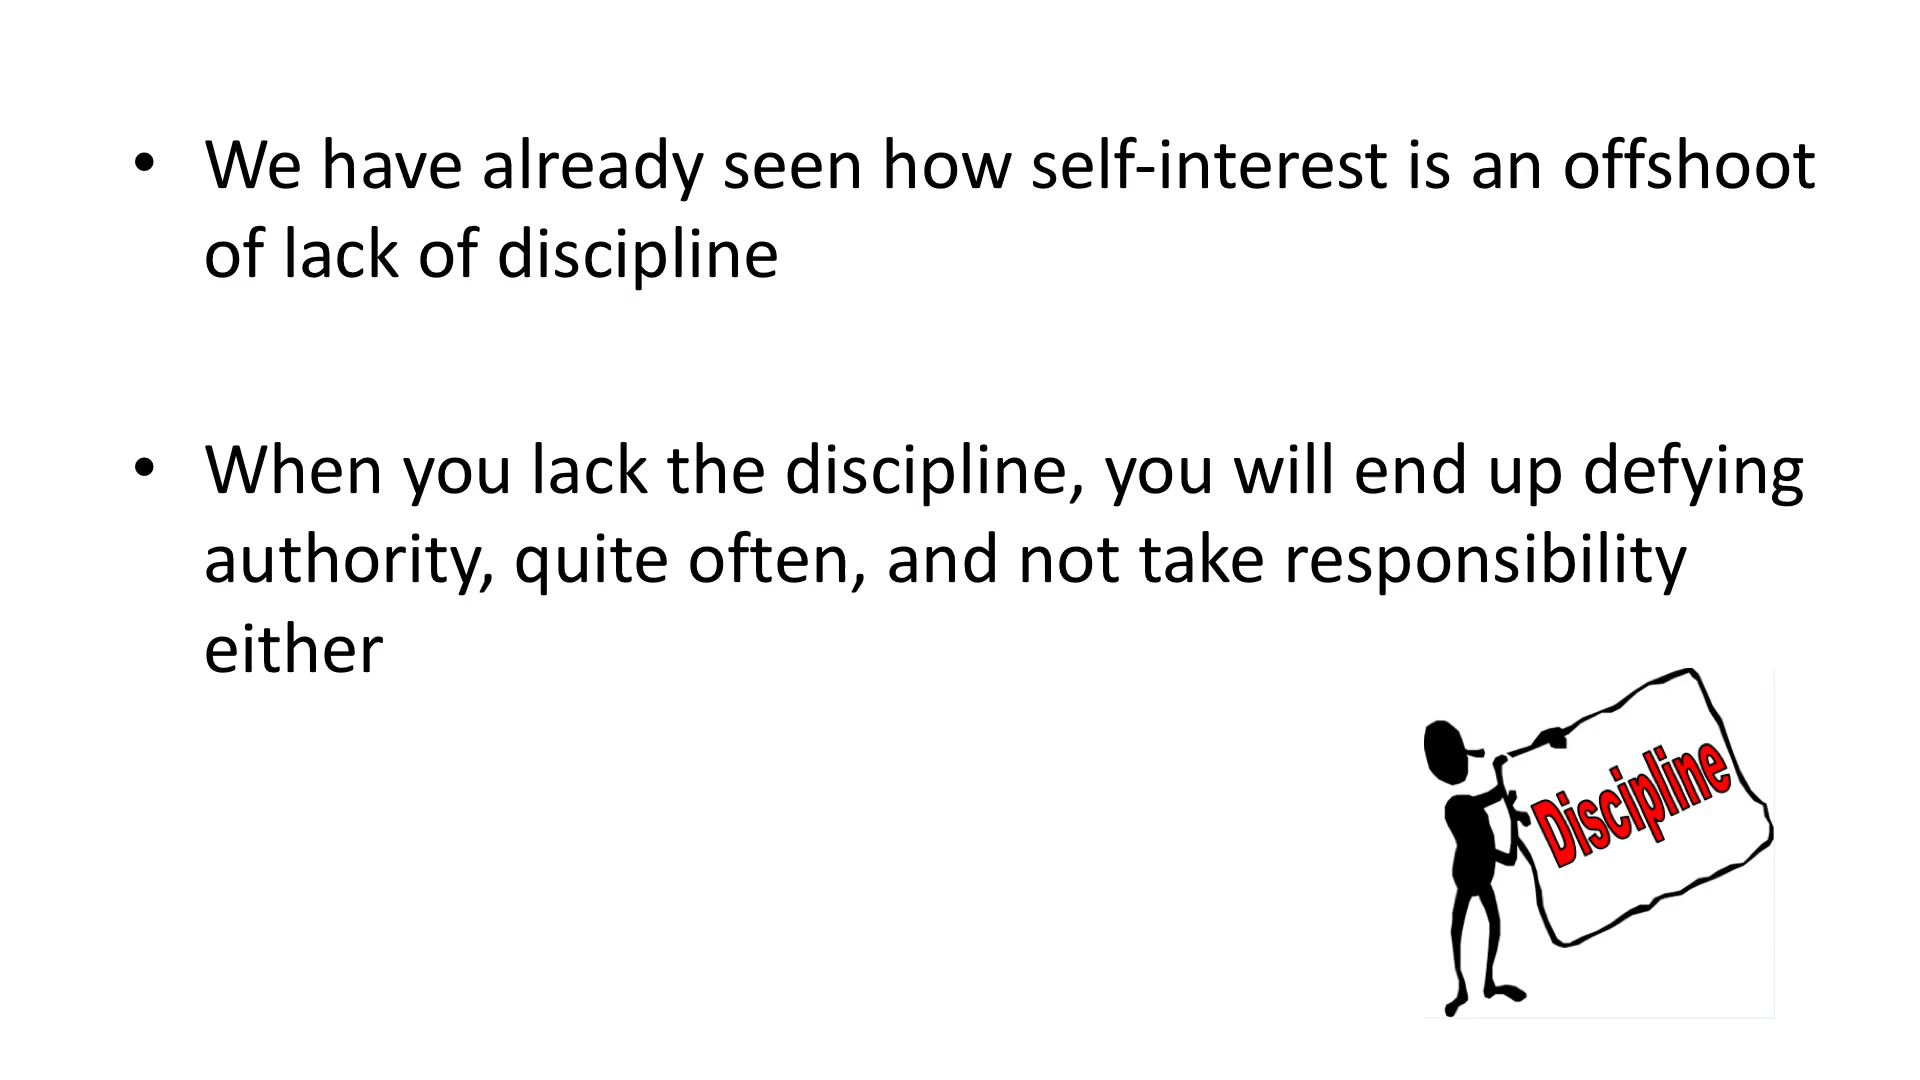 • We have already seen how self-interest is an offshoot
of lack of discipline
• When you lack the discipline, you will end up defying
authority, quite often, and not take responsibility
either
Discipline